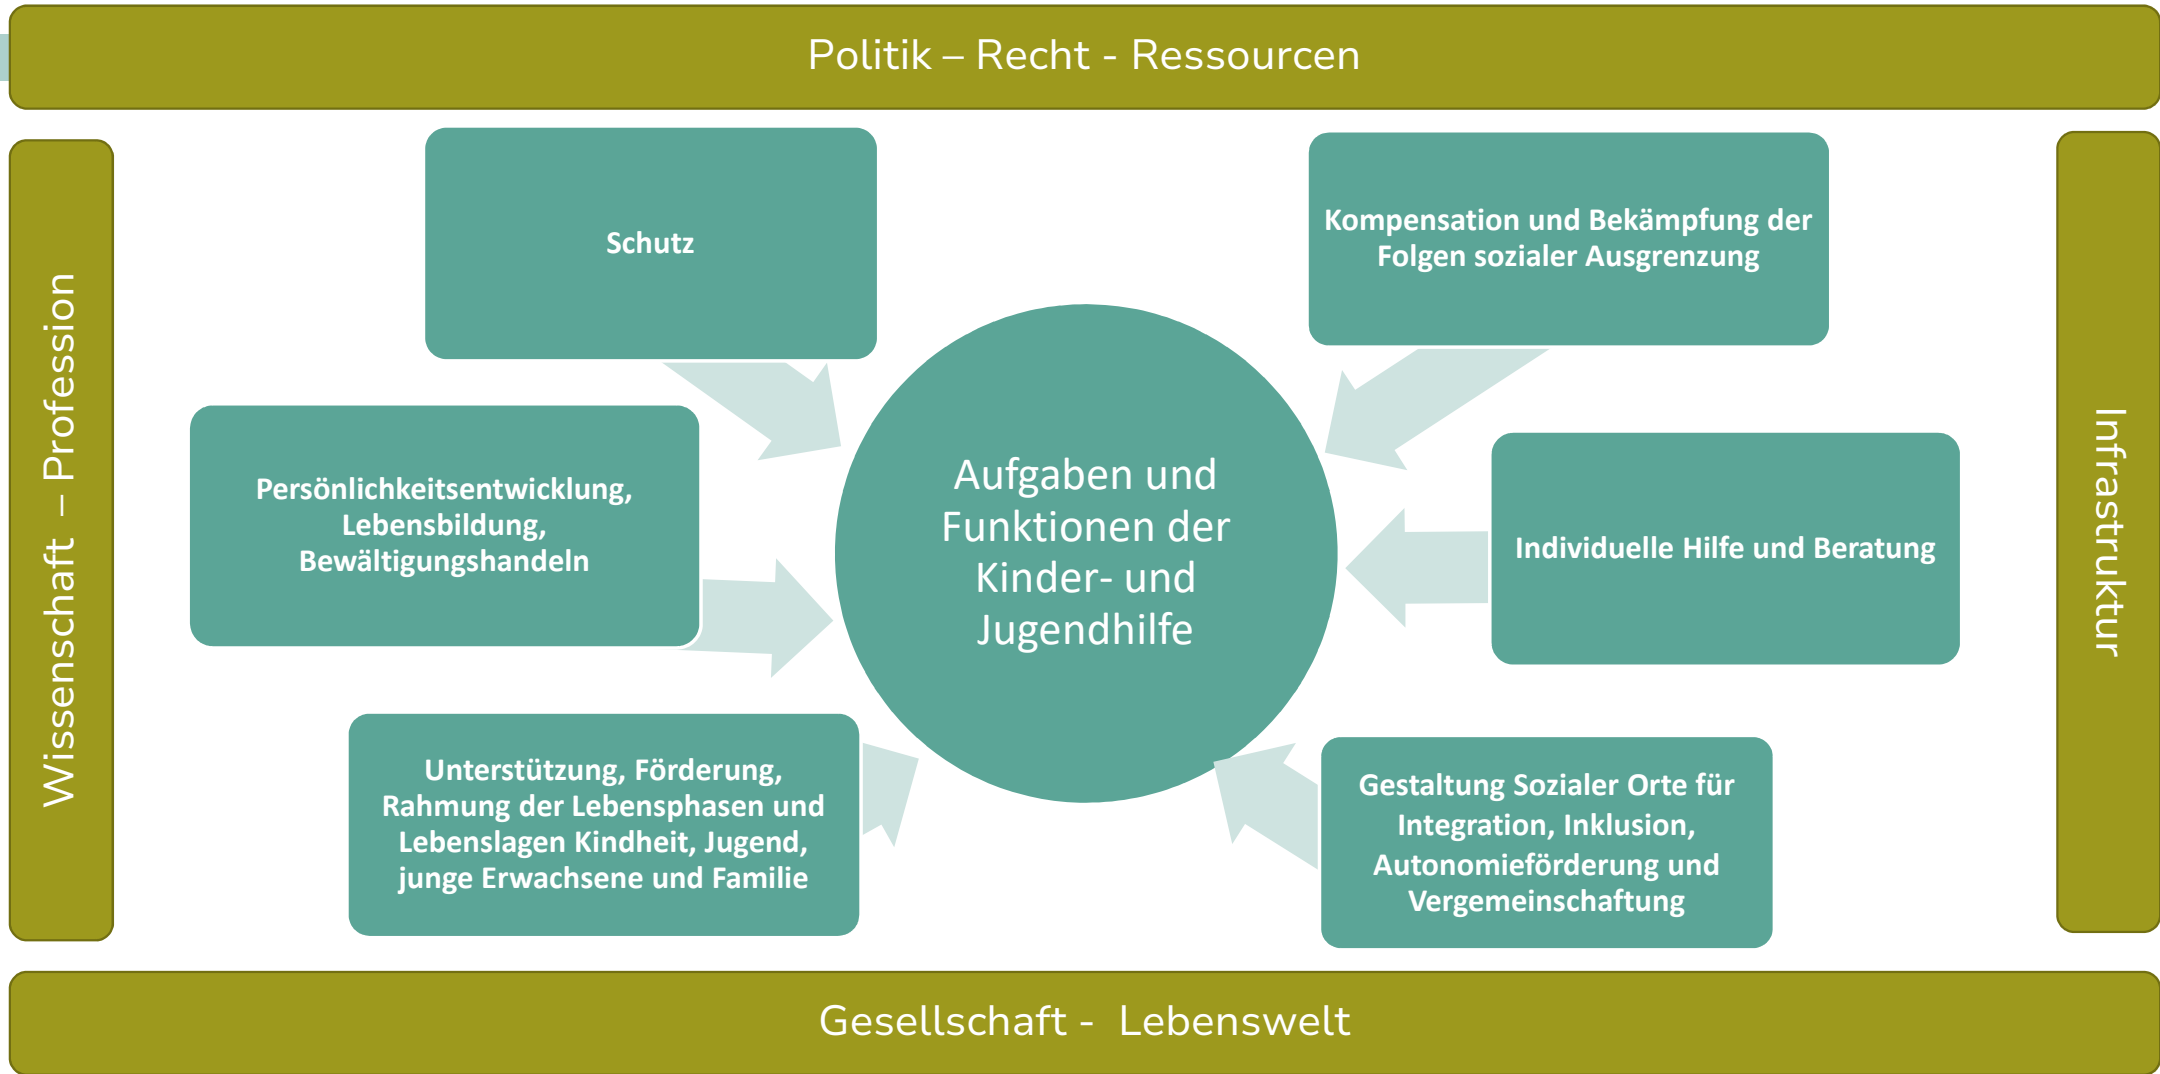 Politik – Recht - Ressourcen
Wissenschaft – Profession
Schutz
Kompensation und Bekämpfung der
Folgen sozialer Ausgrenzung
Persönlichkeitsentwicklung,
Lebensbildung,
Bewältigungshandeln
Aufgaben und
Funktionen der
Kinder- und
Jugendhilfe
Individuelle Hilfe und Beratung
Unterstützung, Förderung,
Rahmung der Lebensphasen und
Lebenslagen Kindheit, Jugend,
junge Erwachsene und Familie
Gestaltung Sozialer Orte für
Integration, Inklusion,
Autonomieförderung und
Vergemeinschaftung
Infrastruktur
Gesellschaft - Lebenswelt